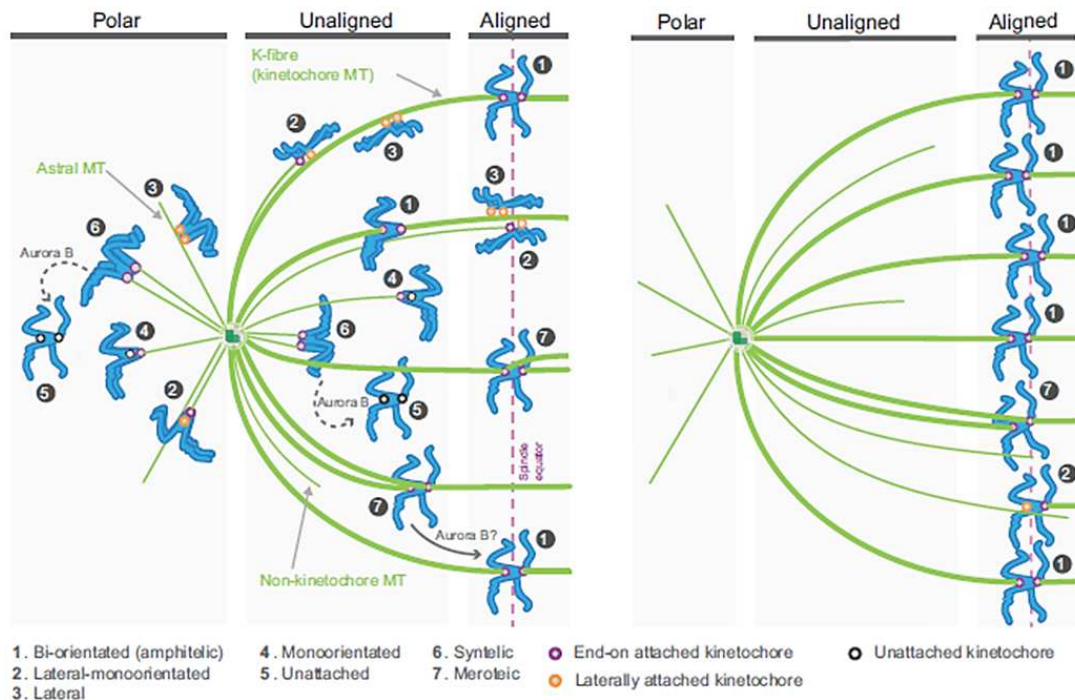 Polar Unaligned Aligned
K-fibre
(kinetochore MT)
1
2
3
Astral MT
3
3
6
1
Aurora B
2
4
4
6
7
5
2
Aurora B
5
Spindle
equator
7
Aurora B?
1
Non-kinetochore MT
Polar Unaligned Aligned
1
1
1
1
7
2
1
1. Bi-orientated (amphitelic)
2. Lateral-monoorientated
3. Lateral
4. Monoorientated
5. Unattached
6. Syntelic
7. Meroteic
End-on attached kinetochore
Laterally attached kinetochore
Unattached kinetochore